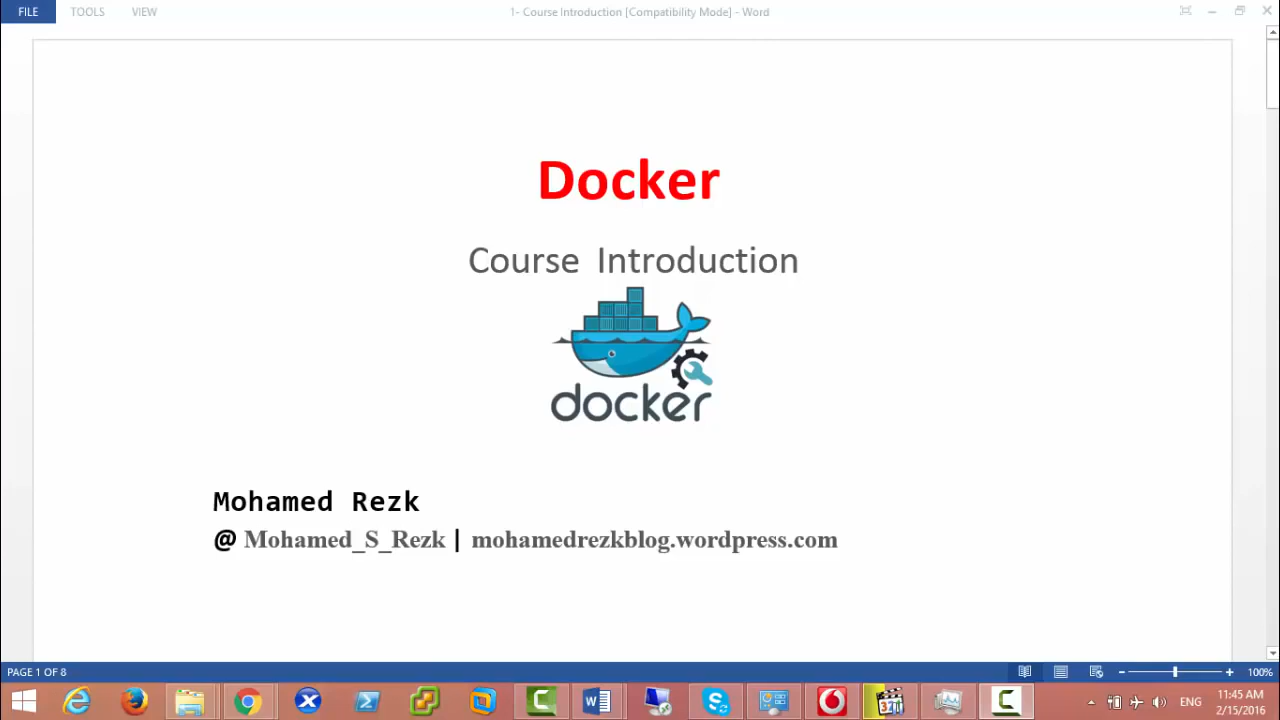 FILE TOOLS VIEW 1- Course Introduction [Compatibility Mode] - Word
Docker
Course Introduction
docker
Mohamed Rezk
@ Mohamed_S_Rezk | mohamedrezkblog.wordpress.com
PAGE 1 OF 8 100%
ENG 11:45 AM
2/15/2016